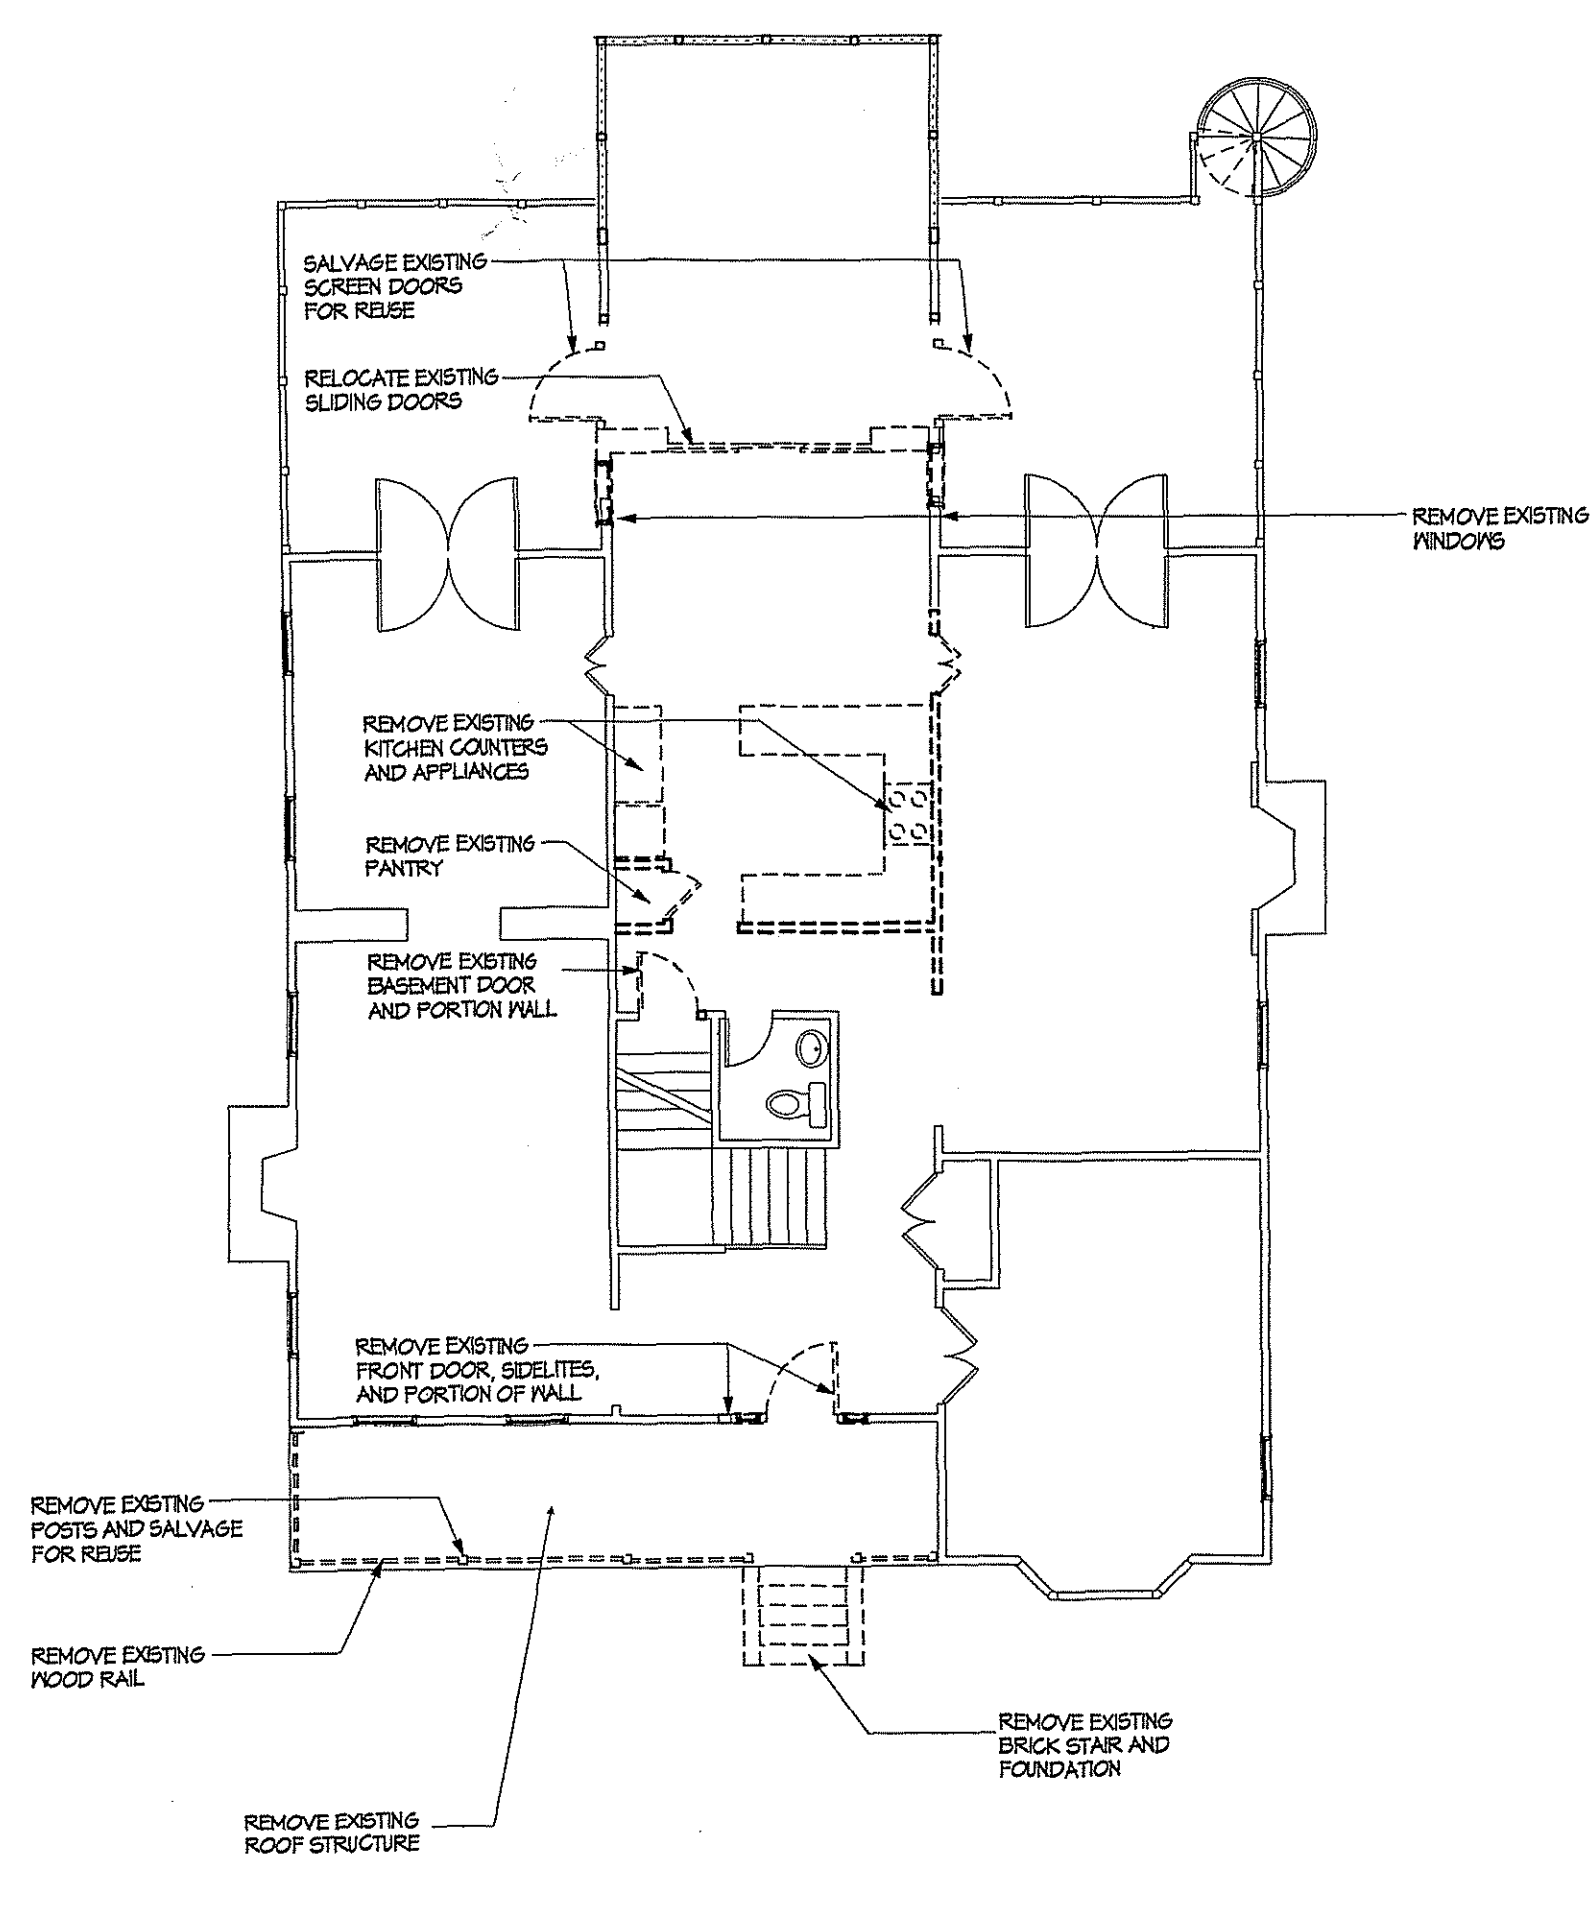 SALVAGE EXISTING
SCREEN DOORS
FOR REUSE
RELOCATE EXISTING
SLIDING DOORS
REMOVE EXISTING
WINDOWS
REMOVE EXISTING
KITCHEN COUNTERS
AND APPLIANCES
REMOVE EXISTING
PANTRY
REMOVE EXISTING
BASEMENT DOOR
AND PORTION WALL
REMOVE EXISTING
FRONT DOOR, SIDELITES,
AND PORTION OF WALL
REMOVE EXISTING
POSTS AND SALVAGE
FOR REUSE
REMOVE EXISTING
WOOD RAIL
REMOVE EXISTING
BRICK STAIR AND
FOUNDATION
REMOVE EXISTING
ROOF STRUCTURE